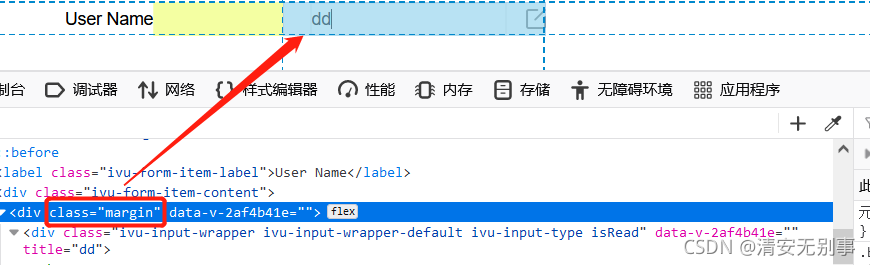 User Name dd
制台 调试器 网络 {} 样式编辑器 性能 内存 存储 无障碍环境 应用程序
+
::before
<label class="ivu-form-item-label">User Name</label>
<div class="ivu-form-item-content">
<div class="margin" data-v-2af4b41e=""> flex
<div class="ivu-input-wrapper ivu-input-wrapper-default ivu-input-type isRead" data-v-2af4b41e=""
title="dd">
此
元
}
CSDN @清安无别事